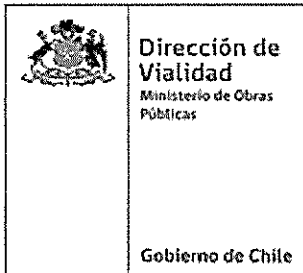 Dirección de
Vialidad
Ministerio de Obras
Públicas
Gobierno de Chile